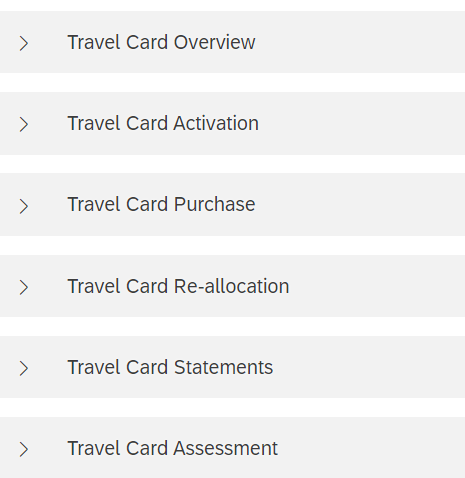 Travel Card Overview
Travel Card Activation
Travel Card Purchase
Travel Card Re-allocation
Travel Card Statements
Travel Card Assessment